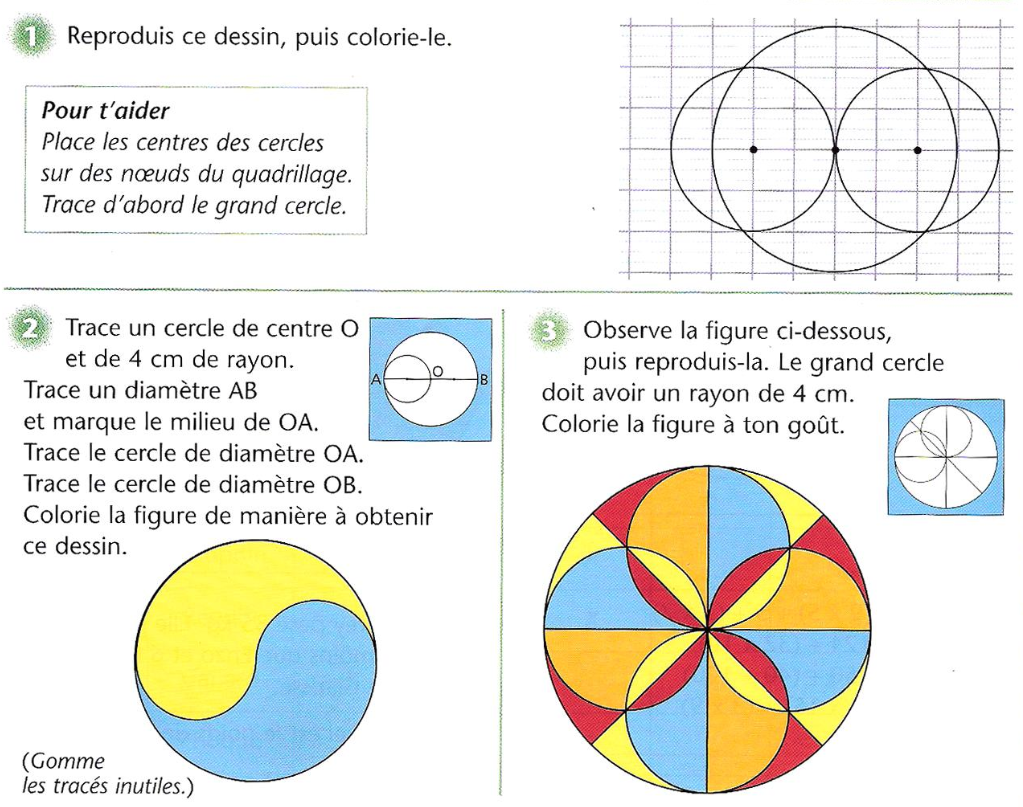 1 Reproduis ce dessin, puis colorie-le.
Pour t'aider
Place les centres des cercles
sur des nœuds du quadrillage.
Trace d'abord le grand cercle.
2 Trace un cercle de centre O
et de 4 cm de rayon.
Trace un diamètre AB
et marque le milieu de OA.
Trace le cercle de diamètre OA.
Trace le cercle de diamètre OB.
Colorie la figure de manière à obtenir
ce dessin.
A O B
(Gomme
les tracés inutiles.)
3 Observe la figure ci-dessous,
puis reproduis-la. Le grand cercle
doit avoir un rayon de 4 cm.
Colorie la figure à ton goût.